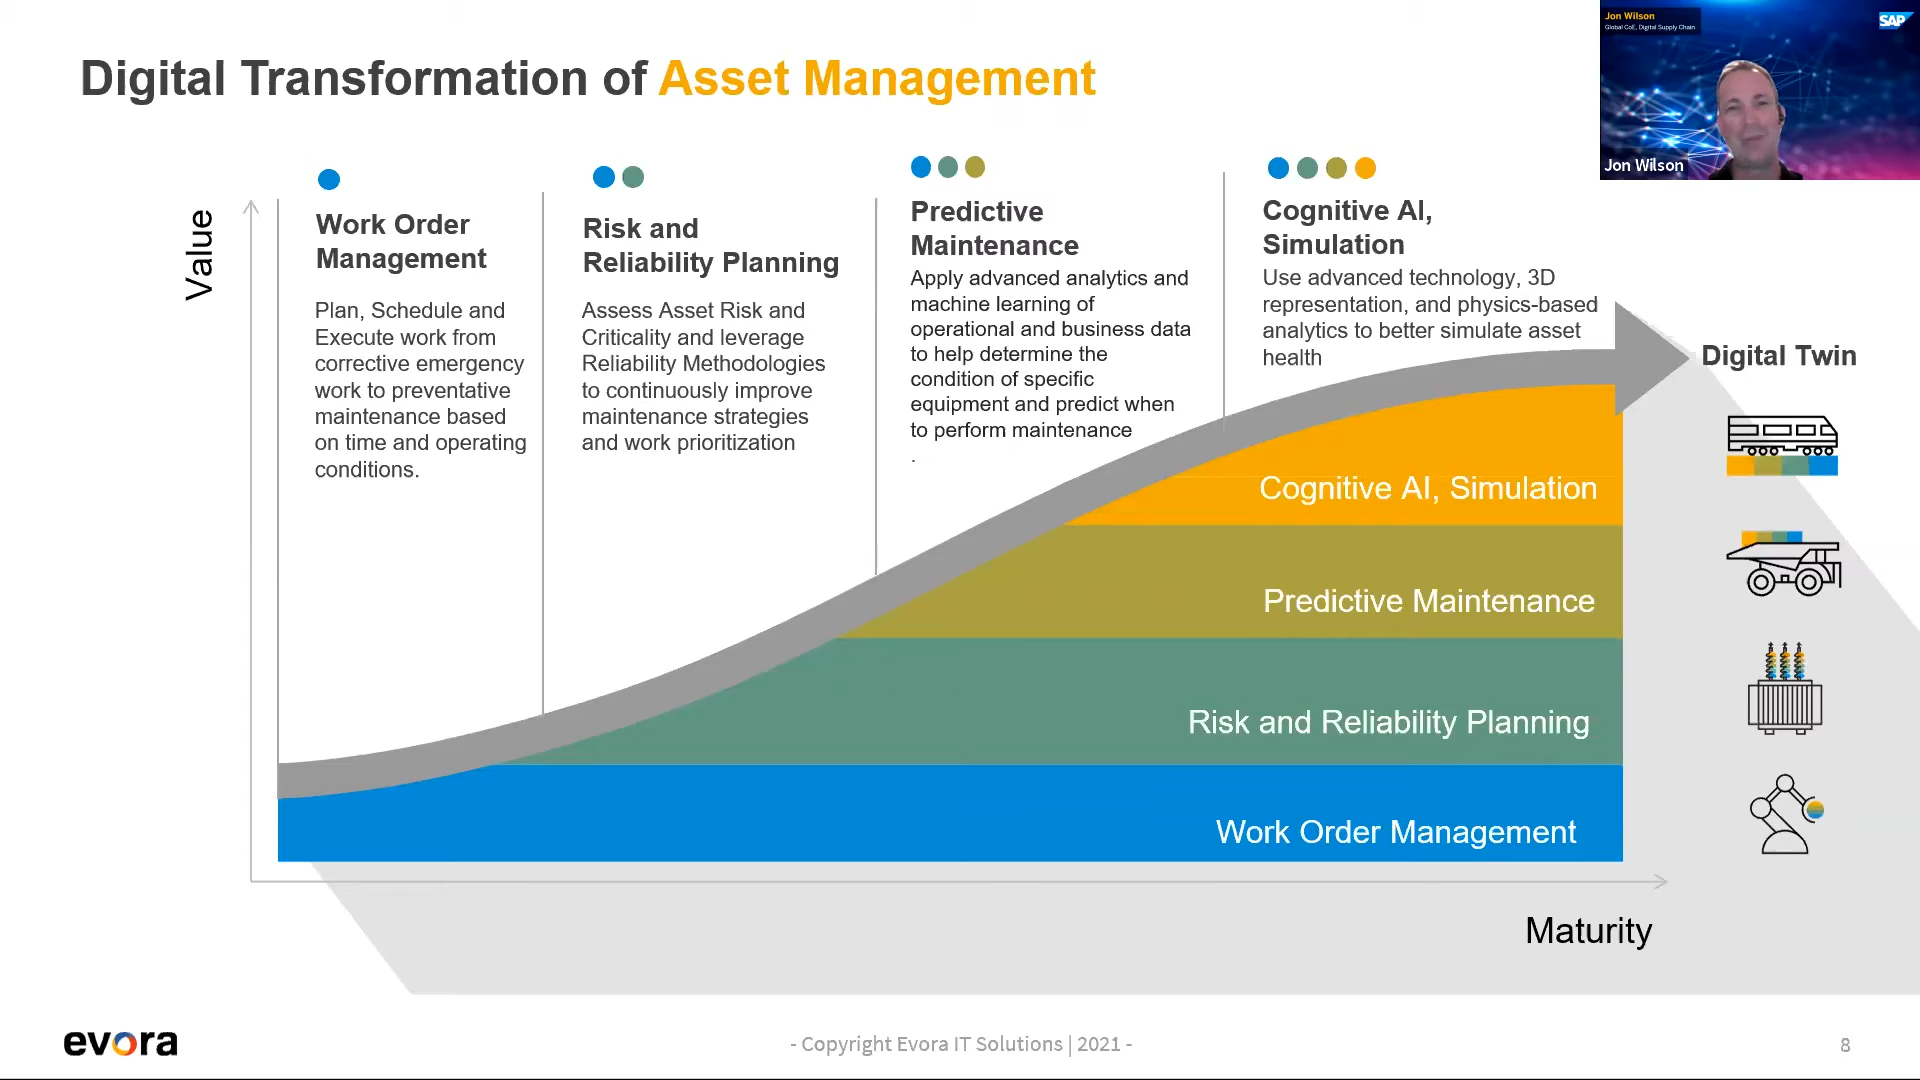 Digital Transformation of Asset Management
Jon Wilson
Global CoE, Digital Supply Chain
SAP
Jon Wilson
Value
Work Order
Management
Plan, Schedule and
Execute work from
corrective emergency
work to preventative
maintenance based
on time and operating
conditions.
Risk and
Reliability Planning
Assess Asset Risk and
Criticality and leverage
Reliability Methodologies
to continuously improve
maintenance strategies
and work prioritization
Predictive
Maintenance
Apply advanced analytics and
machine learning of
operational and business data
to help determine the
condition of specific
equipment and predict when
to perform maintenance
.
Cognitive AI,
Simulation
Use advanced technology, 3D
representation, and physics-based
analytics to better simulate asset
health
Digital Twin
Cognitive AI, Simulation
Predictive Maintenance
Risk and Reliability Planning
Work Order Management
Maturity
evora
- Copyright Evora IT Solutions | 2021 -
8